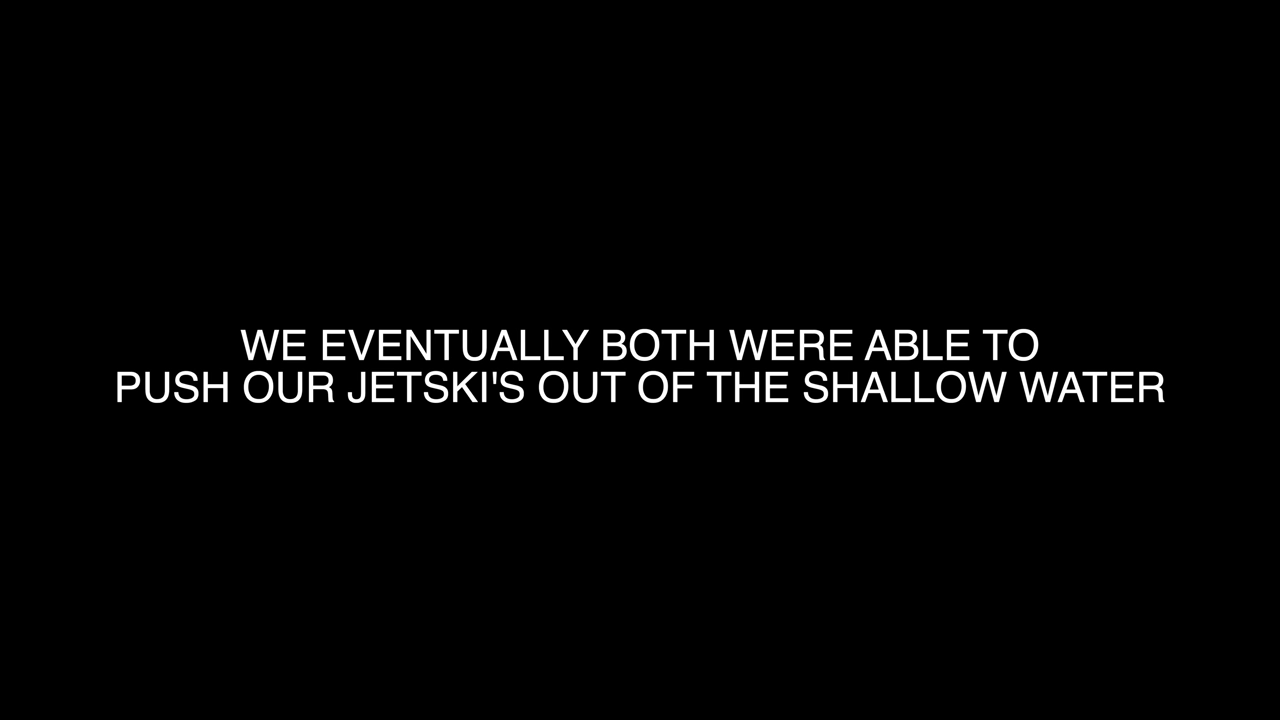 WE EVENTUALLY BOTH WERE ABLE TO
PUSH OUR JETSKI'S OUT OF THE SHALLOW WATER